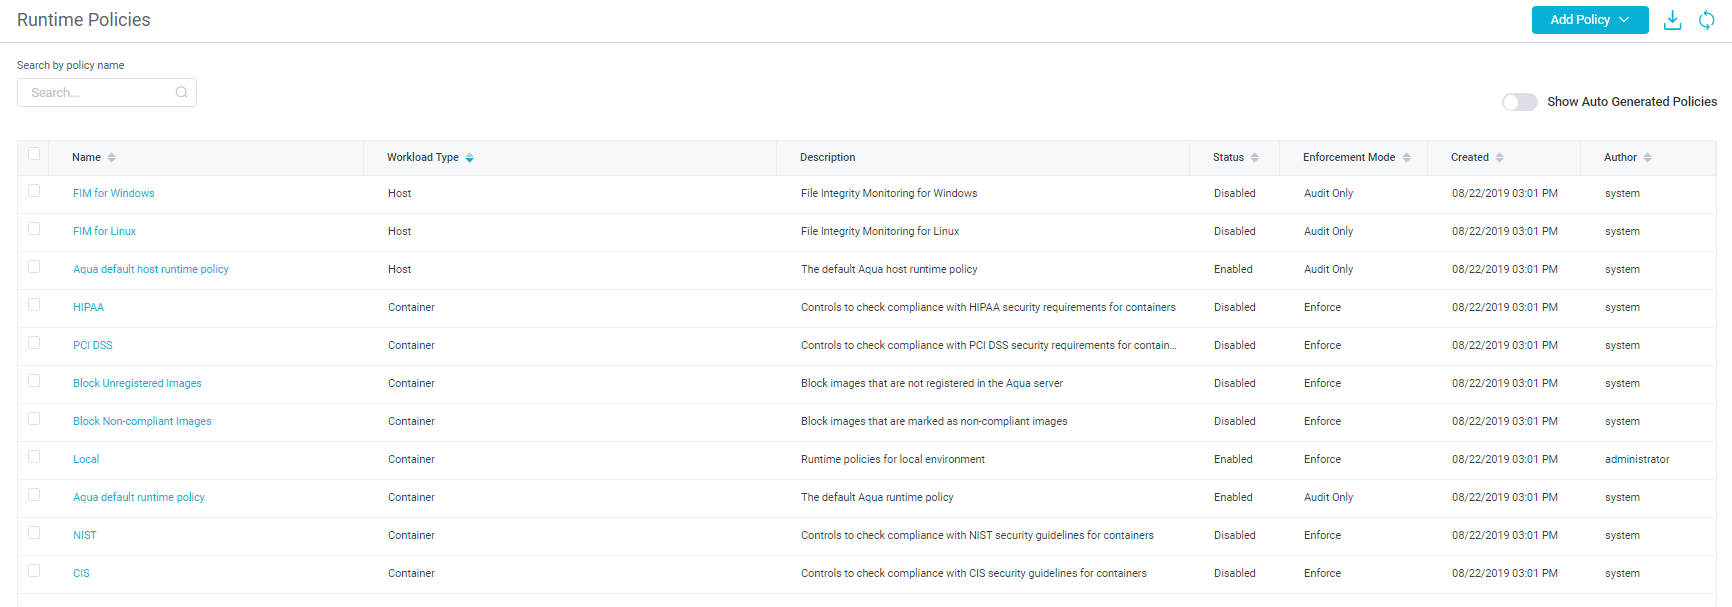 Runtime Policies
Add Policy
Search by policy name
Search...
Show Auto Generated Policies
Name Workload Type Description Status Enforcement Mode Created Author
FIM for Windows Host File Integrity Monitoring for Windows Disabled Audit Only 08/22/2019 03:01 PM system
FIM for Linux Host File Integrity Monitoring for Linux Disabled Audit Only 08/22/2019 03:01 PM system
Aqua default host runtime policy Host The default Aqua host runtime policy Enabled Audit Only 08/22/2019 03:01 PM system
HIPAA Container Controls to check compliance with HIPAA security requirements for containers Disabled Enforce 08/22/2019 03:01 PM system
PCI DSS Container Controls to check compliance with PCI DSS security requirements for contain... Disabled Enforce 08/22/2019 03:01 PM system
Block Unregistered Images Container Block images that are not registered in the Aqua server Disabled Enforce 08/22/2019 03:01 PM system
Block Non-compliant Images Container Block images that are marked as non-compliant images Disabled Enforce 08/22/2019 03:01 PM system
Local Container Runtime policies for local environment Enabled Enforce 08/22/2019 03:01 PM administrator
Aqua default runtime policy Container The default Aqua runtime policy Enabled Audit Only 08/22/2019 03:01 PM system
NIST Container Controls to check compliance with NIST security guidelines for containers Disabled Enforce 08/22/2019 03:01 PM system
CIS Container Controls to check compliance with CIS security guidelines for containers Disabled Enforce 08/22/2019 03:01 PM system